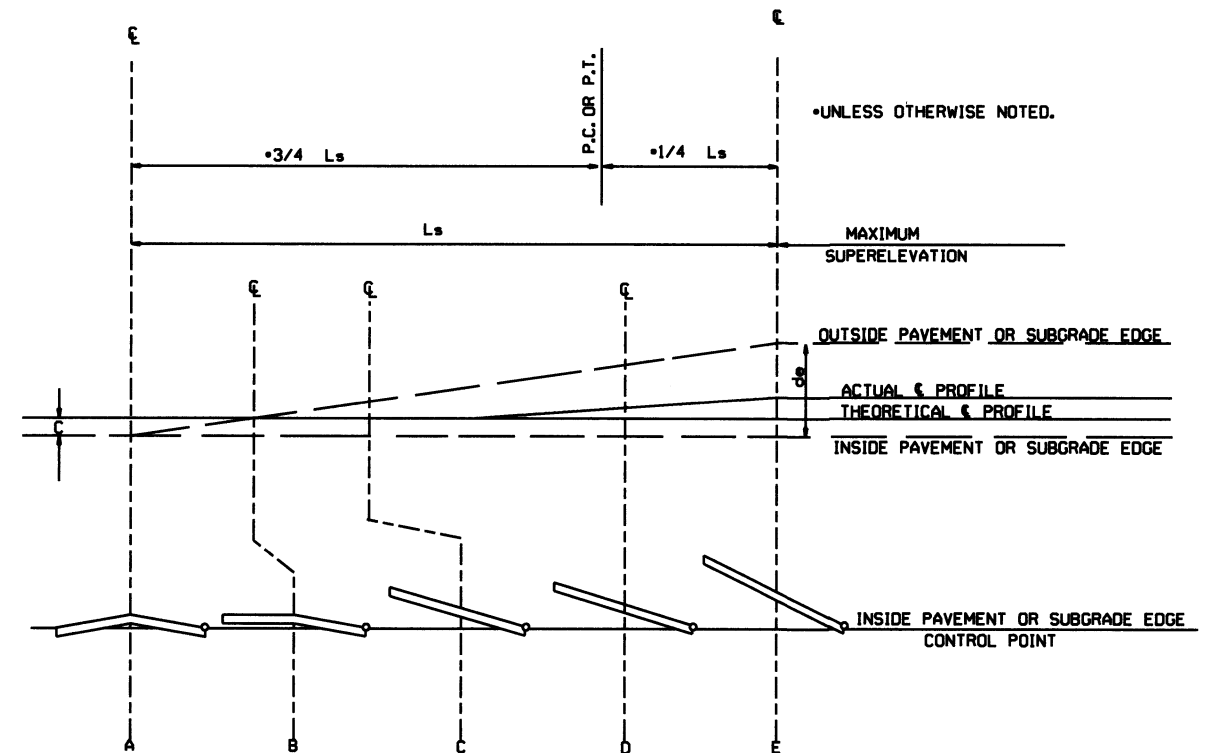 ℄
℄
P.C. OR P.T.
•UNLESS OTHERWISE NOTED.
•3/4 Ls
•1/4 Ls
Ls
MAXIMUM
SUPERELEVATION
℄
℄
℄
OUTSIDE PAVEMENT OR SUBGRADE EDGE
de
ACTUAL ℄ PROFILE
THEORETICAL ℄ PROFILE
C
INSIDE PAVEMENT OR SUBGRADE EDGE
INSIDE PAVEMENT OR SUBGRADE EDGE
CONTROL POINT
A
B
C
D
E